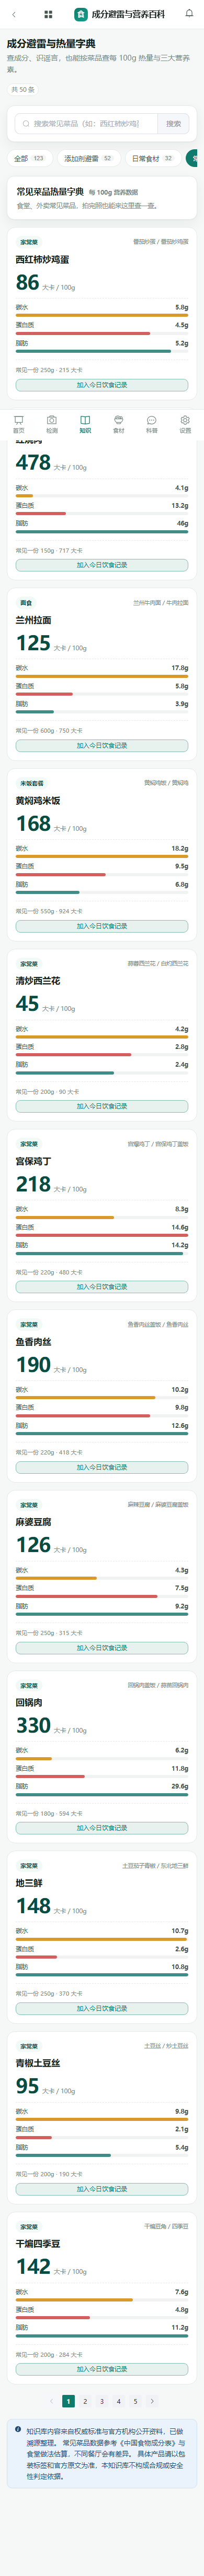 成分避雷与营养百科
成分避雷与热量字典
查成分、识谣言，也能按菜品查每 100g 热量与三大营养素。
共 50 条
搜索常见菜品（如：西红柿炒鸡）
搜索
全部 123
添加剂避雷 52
日常食材 32
常见菜品热量字典 每 100g 营养数据
食堂、外卖常见菜品，拍完照也能来这里查一查。
家常菜
番茄炒蛋 / 番茄炒鸡蛋
西红柿炒鸡蛋
86 大卡 / 100g
碳水 5.8g
蛋白质 4.5g
脂肪 5.2g
常见一份 250g · 215 大卡
加入今日饮食记录
首页
检测
知识
食材
科普
设置
478 大卡 / 100g
碳水 4.1g
蛋白质 13.2g
脂肪 46g
常见一份 150g · 717 大卡
加入今日饮食记录
面食
兰州牛肉面 / 牛肉拉面
兰州拉面
125 大卡 / 100g
碳水 17.8g
蛋白质 5.8g
脂肪 3.9g
常见一份 600g · 750 大卡
加入今日饮食记录
米饭套餐
黄焖鸡饭 / 黄焖鸡
黄焖鸡米饭
168 大卡 / 100g
碳水 18.2g
蛋白质 9.5g
脂肪 6.8g
常见一份 550g · 924 大卡
加入今日饮食记录
家常菜
蒜蓉西兰花 / 白灼西兰花
清炒西兰花
45 大卡 / 100g
碳水 4.2g
蛋白质 2.8g
脂肪 2.4g
常见一份 200g · 90 大卡
加入今日饮食记录
家常菜
宫爆鸡丁 / 宫保鸡丁盖饭
宫保鸡丁
218 大卡 / 100g
碳水 8.5g
蛋白质 14.6g
脂肪 14.2g
常见一份 220g · 480 大卡
加入今日饮食记录
家常菜
鱼香肉丝盖饭 / 鱼香肉丝
鱼香肉丝
190 大卡 / 100g
碳水 10.2g
蛋白质 9.8g
脂肪 12.6g
常见一份 220g · 418 大卡
加入今日饮食记录
家常菜
麻辣豆腐 / 麻婆豆腐盖饭
麻婆豆腐
126 大卡 / 100g
碳水 4.3g
蛋白质 7.5g
脂肪 9.2g
常见一份 250g · 315 大卡
加入今日饮食记录
家常菜
回锅肉盖饭 / 蒜苗回锅肉
回锅肉
330 大卡 / 100g
碳水 6.2g
蛋白质 11.8g
脂肪 29.6g
常见一份 180g · 594 大卡
加入今日饮食记录
家常菜
土豆茄子青椒 / 东北地三鲜
地三鲜
148 大卡 / 100g
碳水 10.7g
蛋白质 2.6g
脂肪 10.8g
常见一份 250g · 370 大卡
加入今日饮食记录
家常菜
土豆丝 / 炒土豆丝
青椒土豆丝
95 大卡 / 100g
碳水 9.8g
蛋白质 2.1g
脂肪 5.4g
常见一份 200g · 190 大卡
加入今日饮食记录
家常菜
干煸豆角 / 四季豆
干煸四季豆
142 大卡 / 100g
碳水 7.6g
蛋白质 4.8g
脂肪 11.2g
常见一份 200g · 284 大卡
加入今日饮食记录
1 2 3 4 5
知识库内容来自权威标准与官方机构公开资料，已做
溯源整理。 常见菜品数据参考《中国食物成分表》与
食堂做法估算，不同餐厅会有差异。 具体产品请以包
装标签和官方原文为准，本知识库不构成合规或安全
性判定依据。